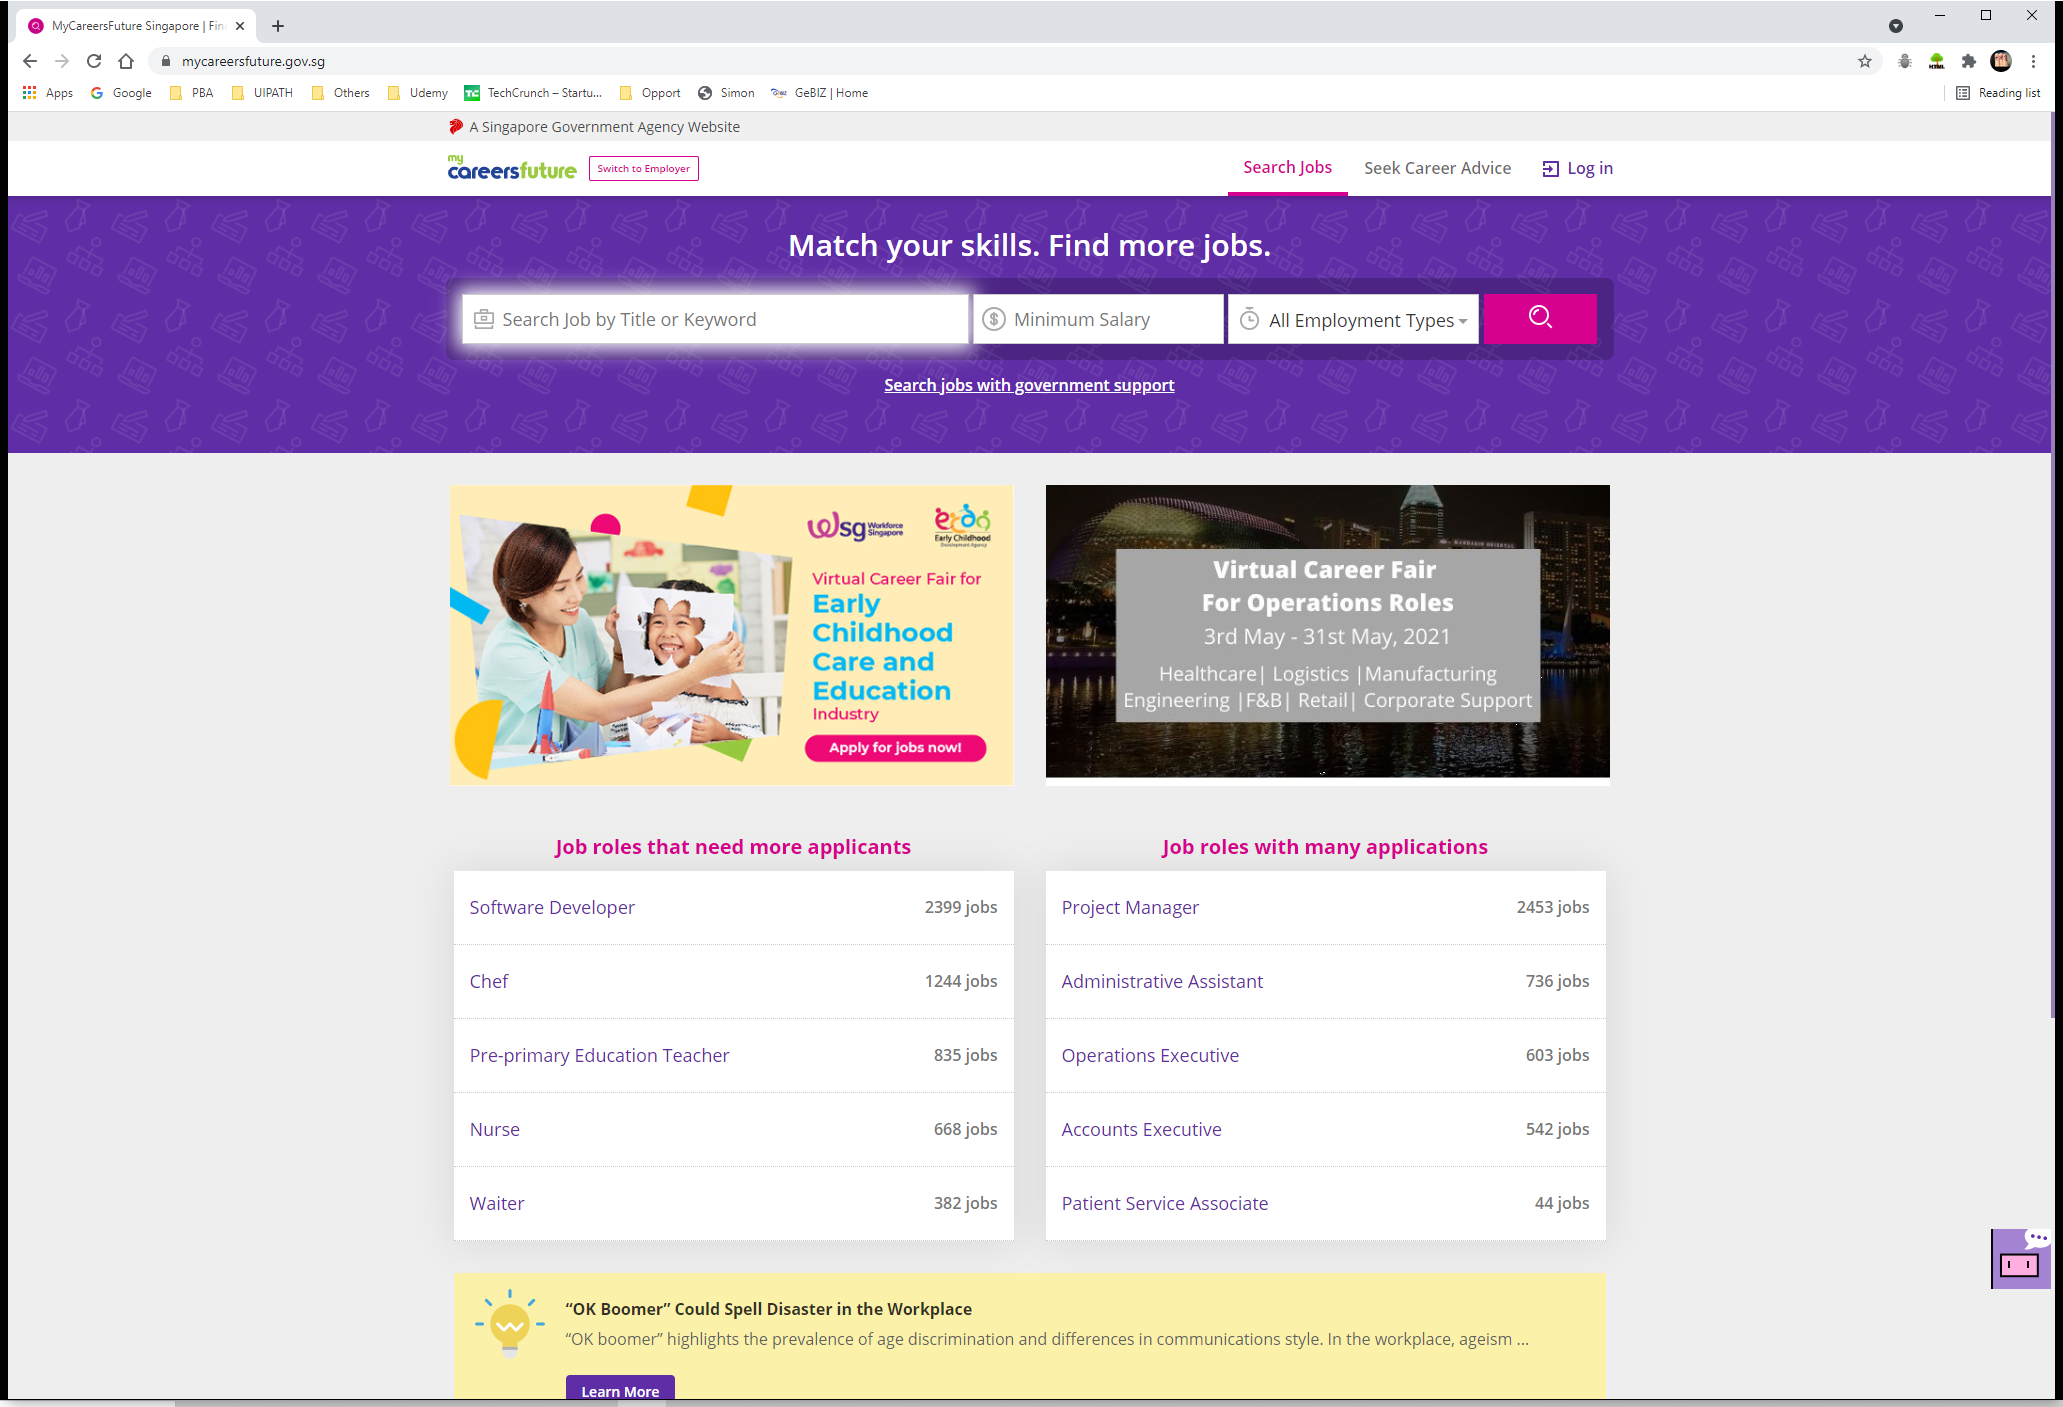 MyCareersFuture Singapore | Fin
mycareersfuture.gov.sg
Apps Google PBA UIPATH Others Udemy TechCrunch – Startu... Opport Simon GeBIZ | Home Reading list
A Singapore Government Agency Website
my
careersfuture Switch to Employer Search Jobs Seek Career Advice Log in
Match your skills. Find more jobs.
Search Job by Title or Keyword Minimum Salary All Employment Types
Search jobs with government support
wsg Workforce Singapore
ecda
Early Childhood
Development Agency
Virtual Career Fair for
Early
Childhood
Care and
Education
Industry
Apply for jobs now!
Virtual Career Fair
For Operations Roles
3rd May - 31st May, 2021
Healthcare| Logistics |Manufacturing
Engineering |F&B| Retail| Corporate Support
Job roles that need more applicants
Software Developer 2399 jobs
Chef 1244 jobs
Pre-primary Education Teacher 835 jobs
Nurse 668 jobs
Waiter 382 jobs
Job roles with many applications
Project Manager 2453 jobs
Administrative Assistant 736 jobs
Operations Executive 603 jobs
Accounts Executive 542 jobs
Patient Service Associate 44 jobs
“OK Boomer” Could Spell Disaster in the Workplace
“OK boomer” highlights the prevalence of age discrimination and differences in communications style. In the workplace, ageism ...
Learn More